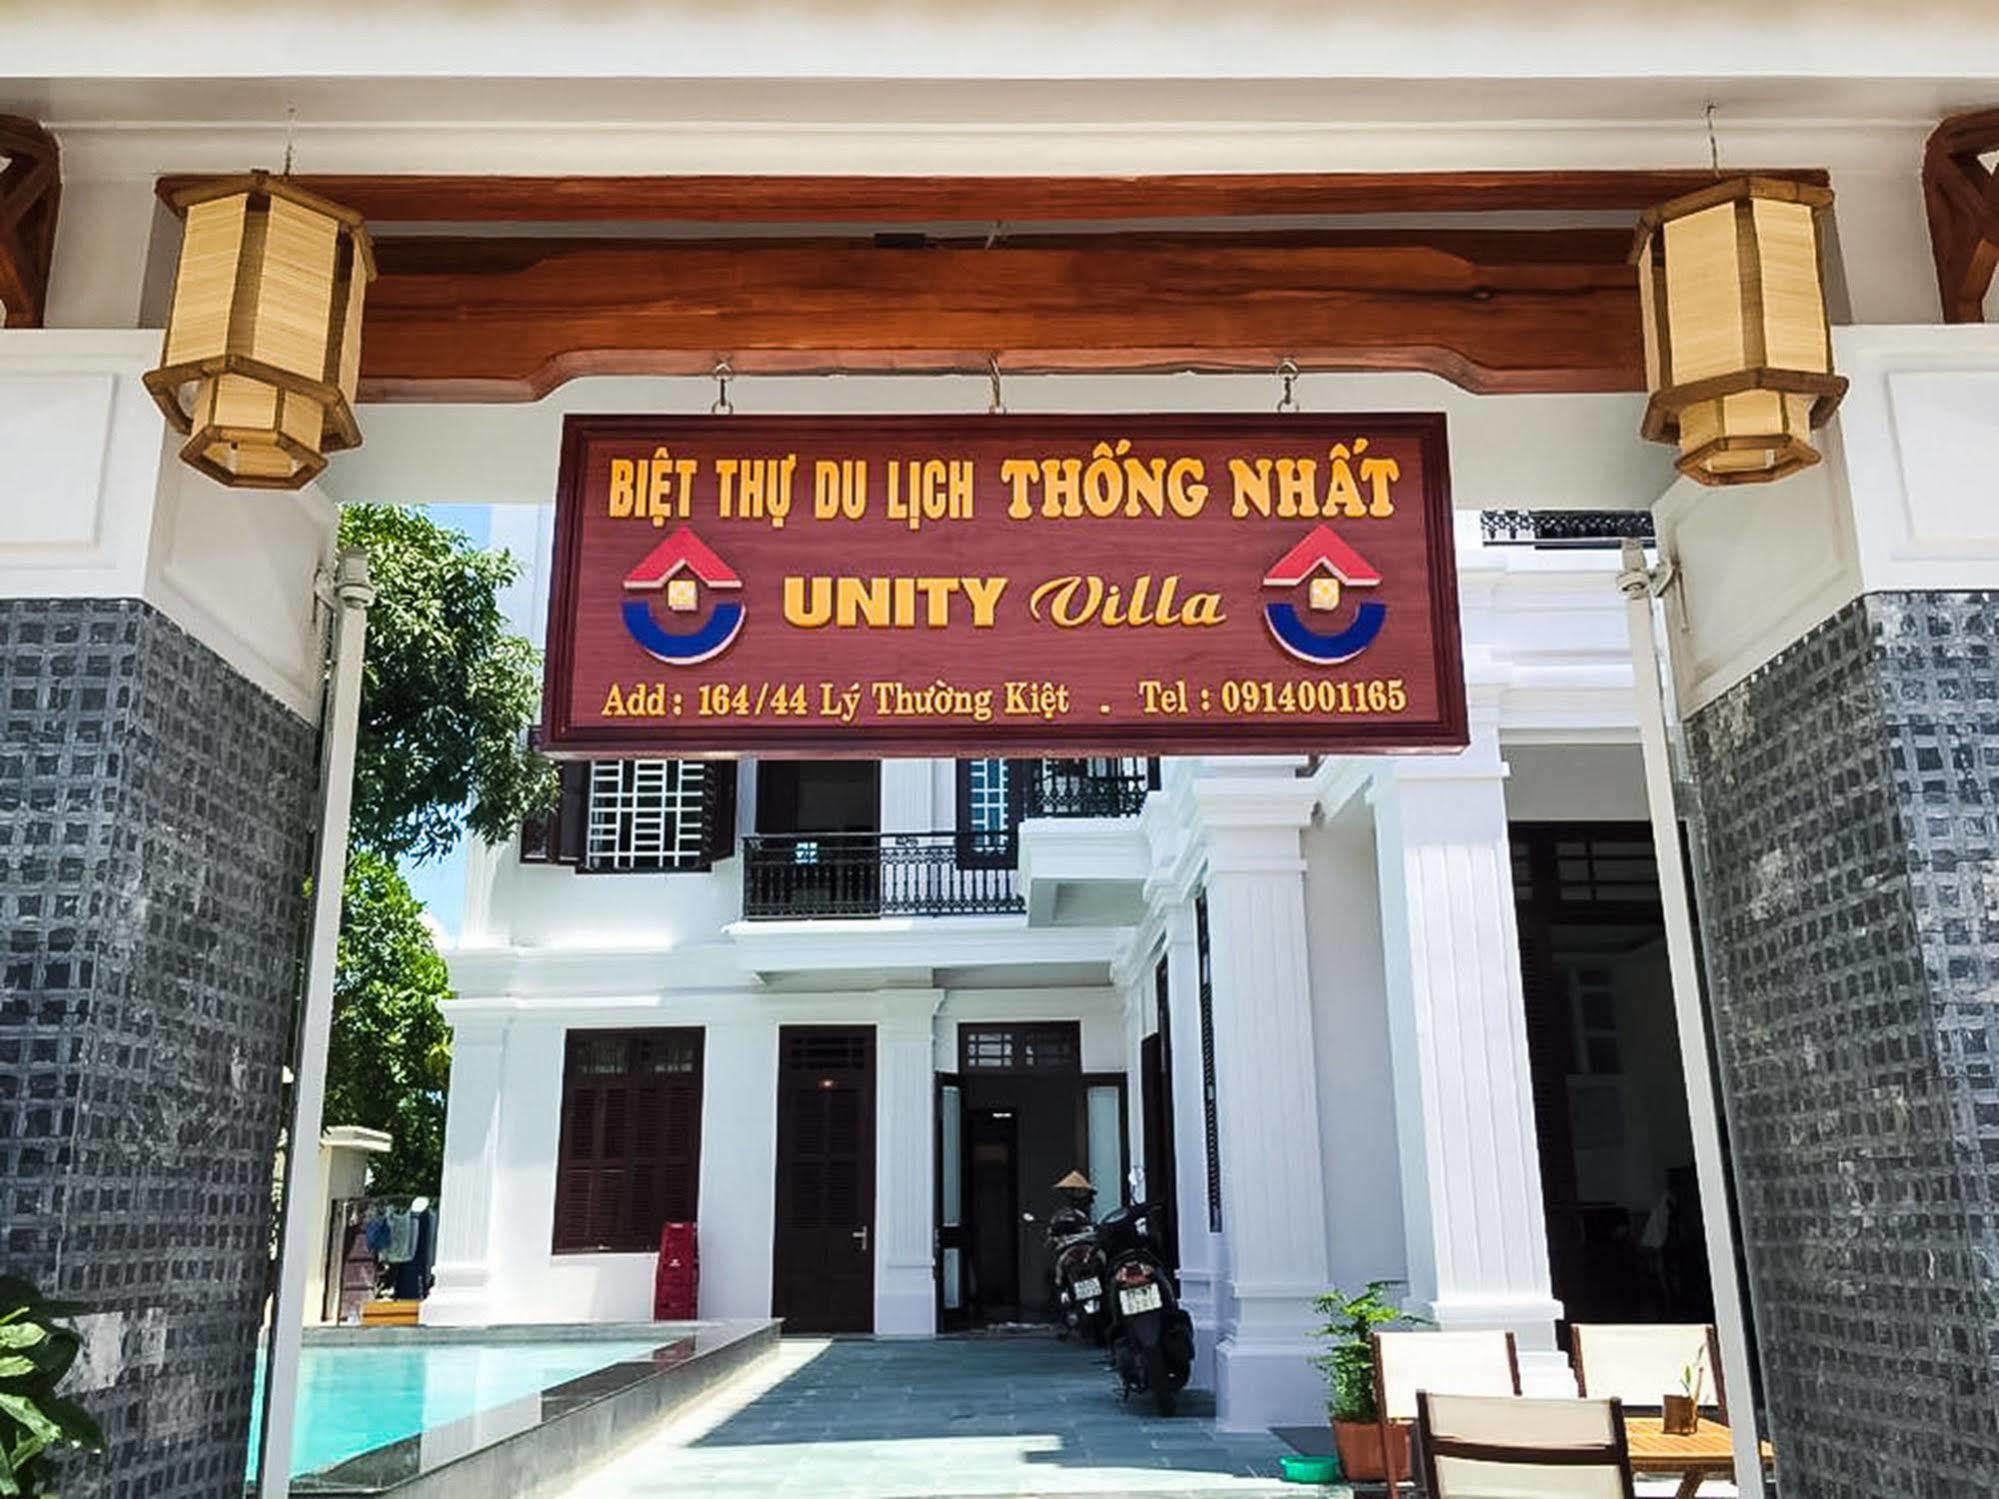 BIỆT THỰ DU LỊCH THỐNG NHẤT
UNITY Villa
Add : 164/44 Lý Thường Kiệt . Tel : 0914001165